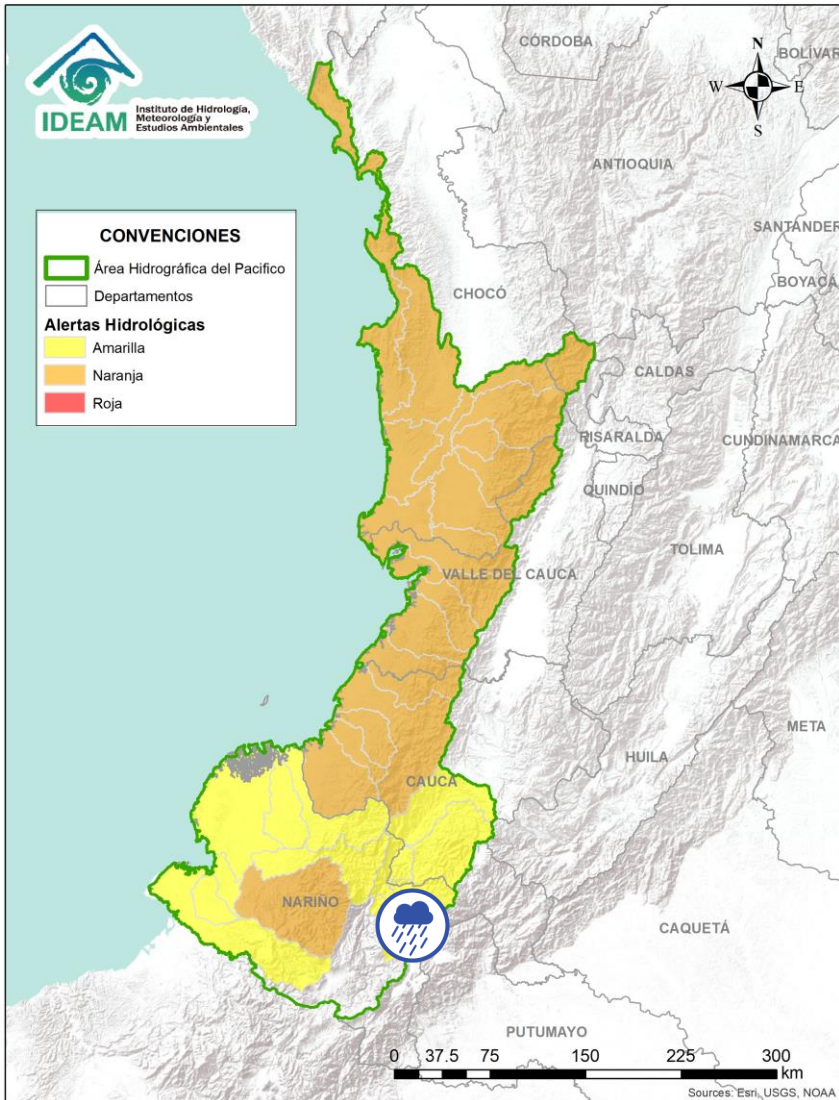 IDEAM
Instituto de Hidrología,
Meteorología y
Estudios Ambientales
CONVENCIONES
Área Hidrográfica del Pacifico
Departamentos
Alertas Hidrológicas
Amarilla
Naranja
Roja
N
W
E
S
CÓRDOBA
BOLÍVAR
ANTIOQUIA
SANTANDER
BOYACÁ
CHOCÓ
CALDAS
RISARALDA
CUNDINAMARCA
QUINDÍO
TOLIMA
VALLE DEL CAUCA
META
HUILA
CAUCA
NARIÑO
CAQUETÁ
PUTUMAYO
0 37.5 75 150 225 300
km
Sources: Esri, USGS, NOAA